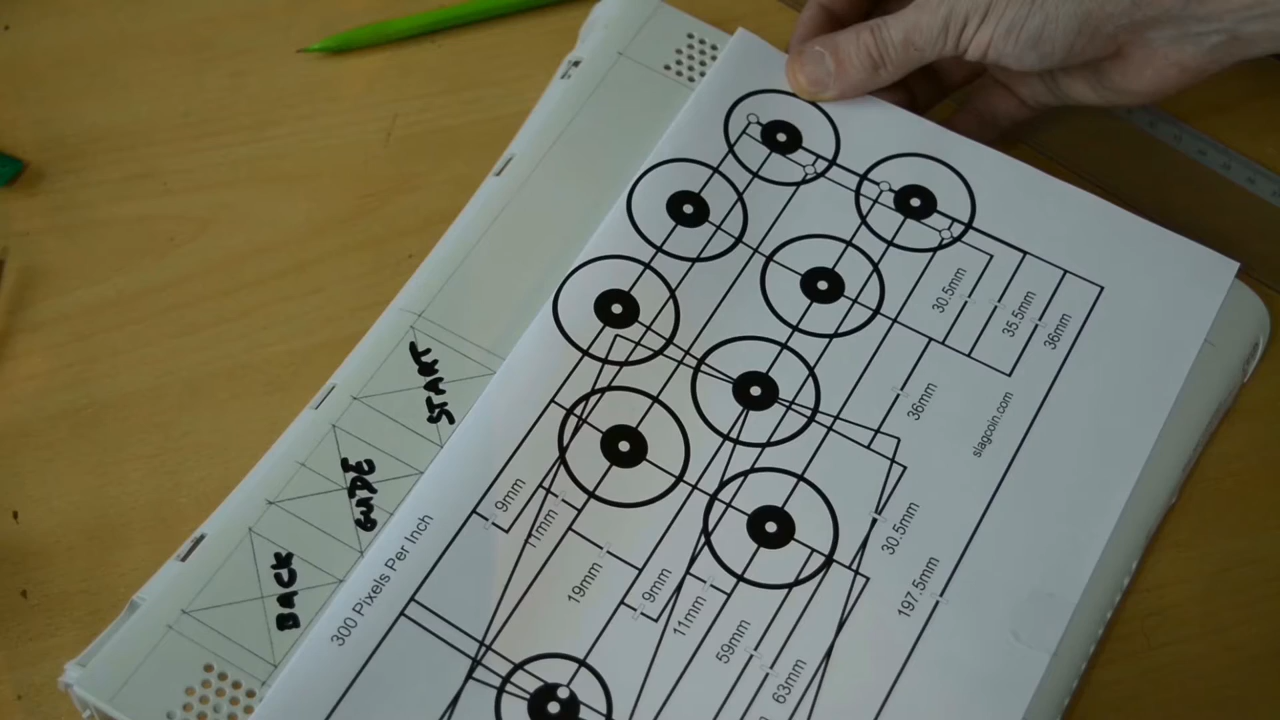 START
GUIDE
BACK
300 Pixels Per Inch
30.5mm
35.5mm
36mm
36mm
slagcoin.com
9mm
11mm
19mm
9mm
11mm
30.5mm
197.5mm
59mm
63mm